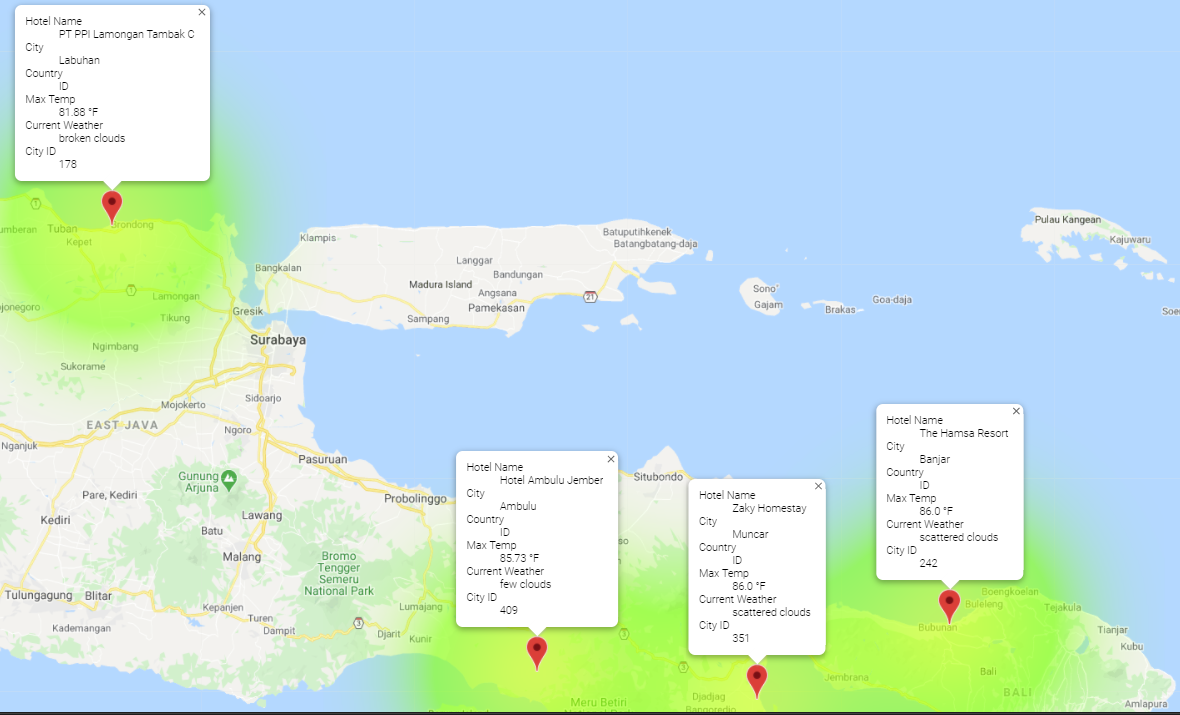 Hotel Name
PT PPI Lamongan Tambak C
City
Labuhan
Country
ID
Max Temp
81.88 °F
Current Weather
broken clouds
City ID
178
Tuban
Brondong
Kepet
1
1
Lamongan
Tikung
Gresik
Ngimbang
Surabaya
Sukorame
Klampis
Bangkalan
Langgar
Bandungan
Madura Island
Angsana
Pamekasan
Sampang
Batuputihkenek
Batangbatang-daja
21
Sono'
Gajam
Brakas
Goa-daja
Pulau Kangean
Kajuwaru
Soe
Mojokerto
Sidoarjo
EAST JAVA
Ngoro
Nganjuk
Pasuruan
Gunung
Arjuna
Pare, Kediri
Kediri
Lawang
Batu
Malang
Probolinggo
Situbondo
Bromo
Tengger
Semeru
National Park
Tulungagung
Blitar
Kepanjen
Lumajang
Turen
Kademangan
Dampit
3
Djarit
Kunir
Hotel Name
Hotel Ambulu Jember
City
Ambulu
Country
ID
Max Temp
85.73 °F
Current Weather
few clouds
City ID
409
Hotel Name
Zaky Homestay
City
Muncar
Country
ID
Max Temp
86.0 °F
Current Weather
scattered clouds
City ID
351
Hotel Name
The Hamsa Resort
City
Banjar
Country
ID
Max Temp
86.0 °F
Current Weather
scattered clouds
City ID
242
3
3
Meru Betiri
Djadjag
Bangoredjo
Boengkoelan
Buleleng
Bubunan
Tejakula
Tianjar
Kubu
Jembrana
Bali
BALI
Amlapura